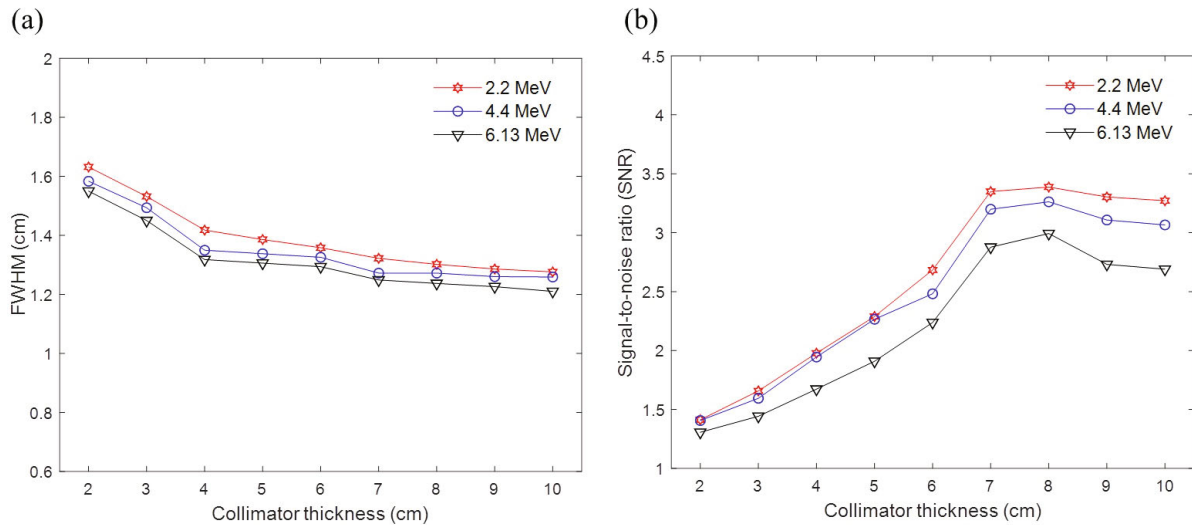 (a)
2
1.8
1.6
1.4
1.2
1
0.8
0.6
FWHM (cm)
2.2 MeV
4.4 MeV
6.13 MeV
2 3 4 5 6 7 8 9 10
Collimator thickness (cm)
(b)
4.5
4
3.5
3
2.5
2
1.5
1
Signal-to-noise ratio (SNR)
2.2 MeV
4.4 MeV
6.13 MeV
2 3 4 5 6 7 8 9 10
Collimator thickness (cm)